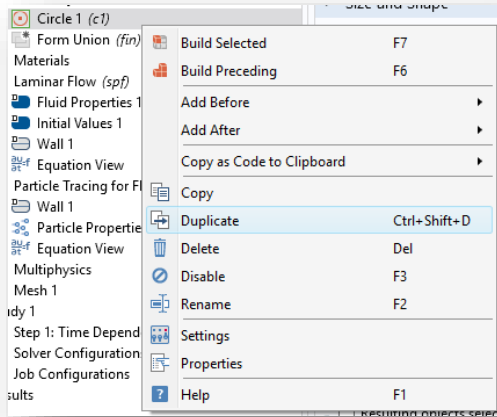 Size and Shape
Circle 1 (c1)
Form Union (fin)
Materials
Laminar Flow (spf)
Fluid Properties 1
Initial Values 1
Wall 1
Equation View
Particle Tracing for Fl
Wall 1
Particle Propertie
Equation View
Multiphysics
Mesh 1
udy 1
Step 1: Time Depend
Solver Configuration
Job Configurations
sults
Build Selected F7
Build Preceding F6
Add Before
Add After
Copy as Code to Clipboard
Copy
Duplicate Ctrl+Shift+D
Delete Del
Disable F3
Rename F2
Settings
Properties
Help F1
Resulting objects selec